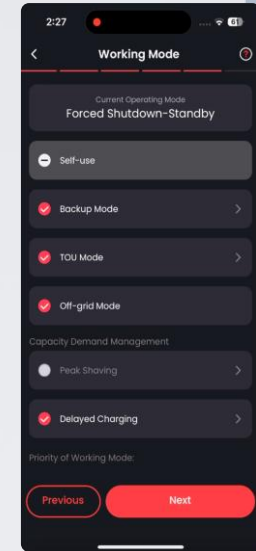 2:27
61
Working Mode
?
Current Operating Mode
Forced Shutdown-Standby
Self-use
Backup Mode
TOU Mode
Off-grid Mode
Capacity Demand Management
Peak Shaving
Delayed Charging
Priority of Working Mode:
Previous
Next